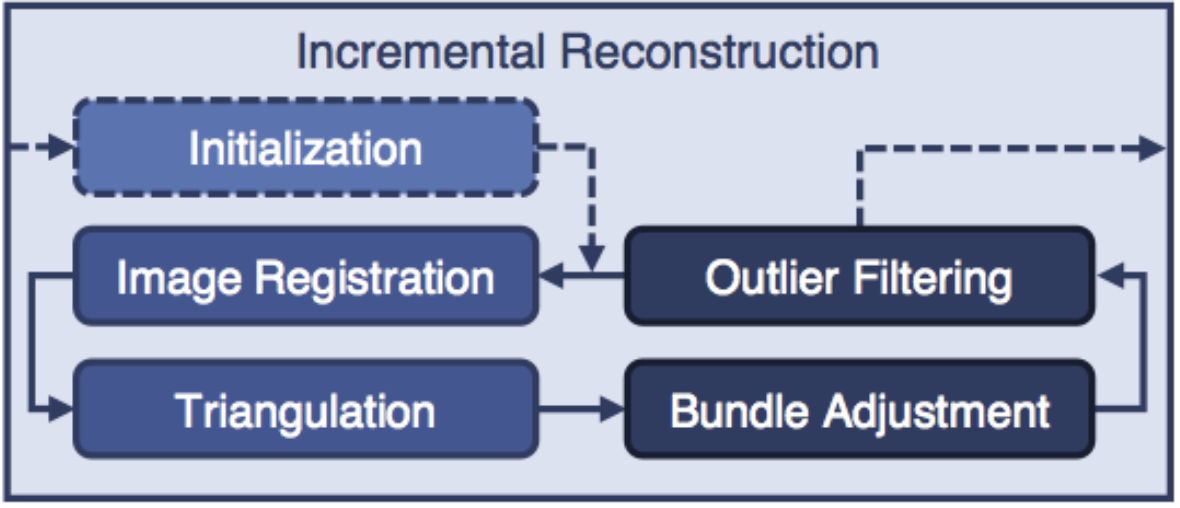 Incremental Reconstruction
Initialization
Image Registration
Outlier Filtering
Triangulation
Bundle Adjustment